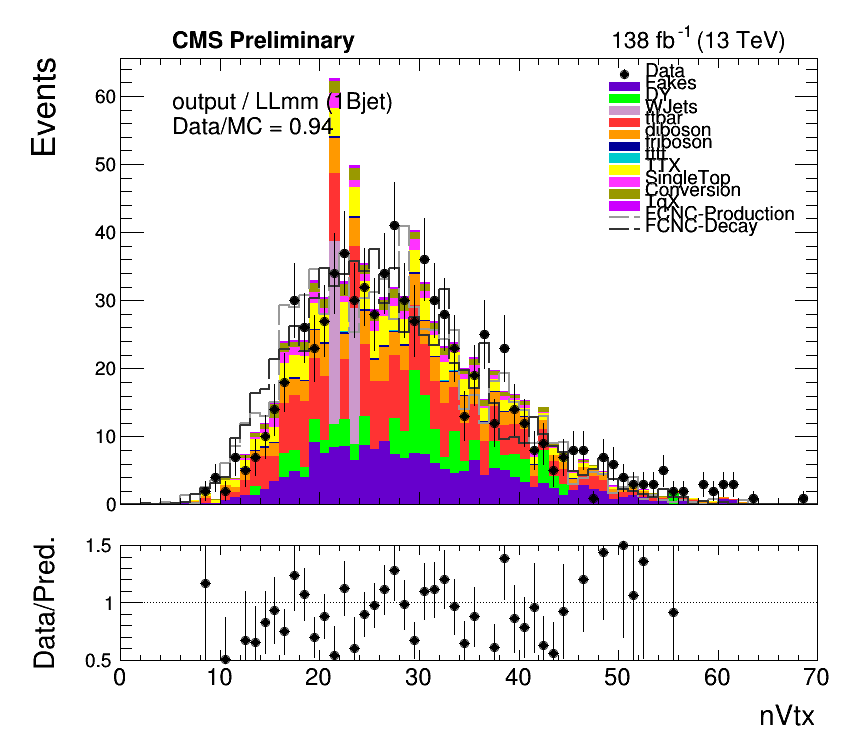 CMS Preliminary
138 fb-1 (13 TeV)
Events
output / LLmm (1Bjet)
Data/MC = 0.94
Data
Fakes
DY
WJets
ttbar
diboson
triboson
tttt
TTX
SingleTop
Conversion
TqX
FCNC-Production
FCNC-Decay
60
50
40
30
20
10
0
Data/Pred.
1.5
1
0.5
0 10 20 30 40 50 60 70
nVtx